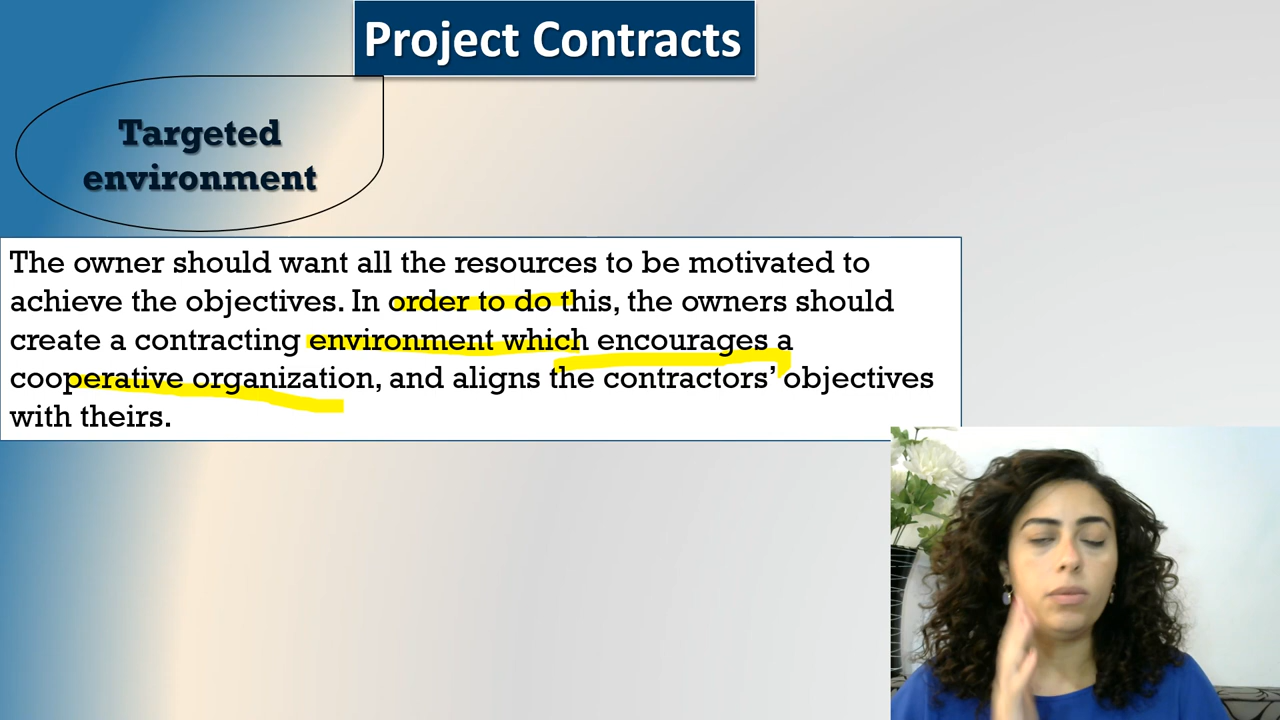 Project Contracts
Targeted
environment
The owner should want all the resources to be motivated to
achieve the objectives. In order to do this, the owners should
create a contracting environment which encourages a
cooperative organization, and aligns the contractors’ objectives
with theirs.